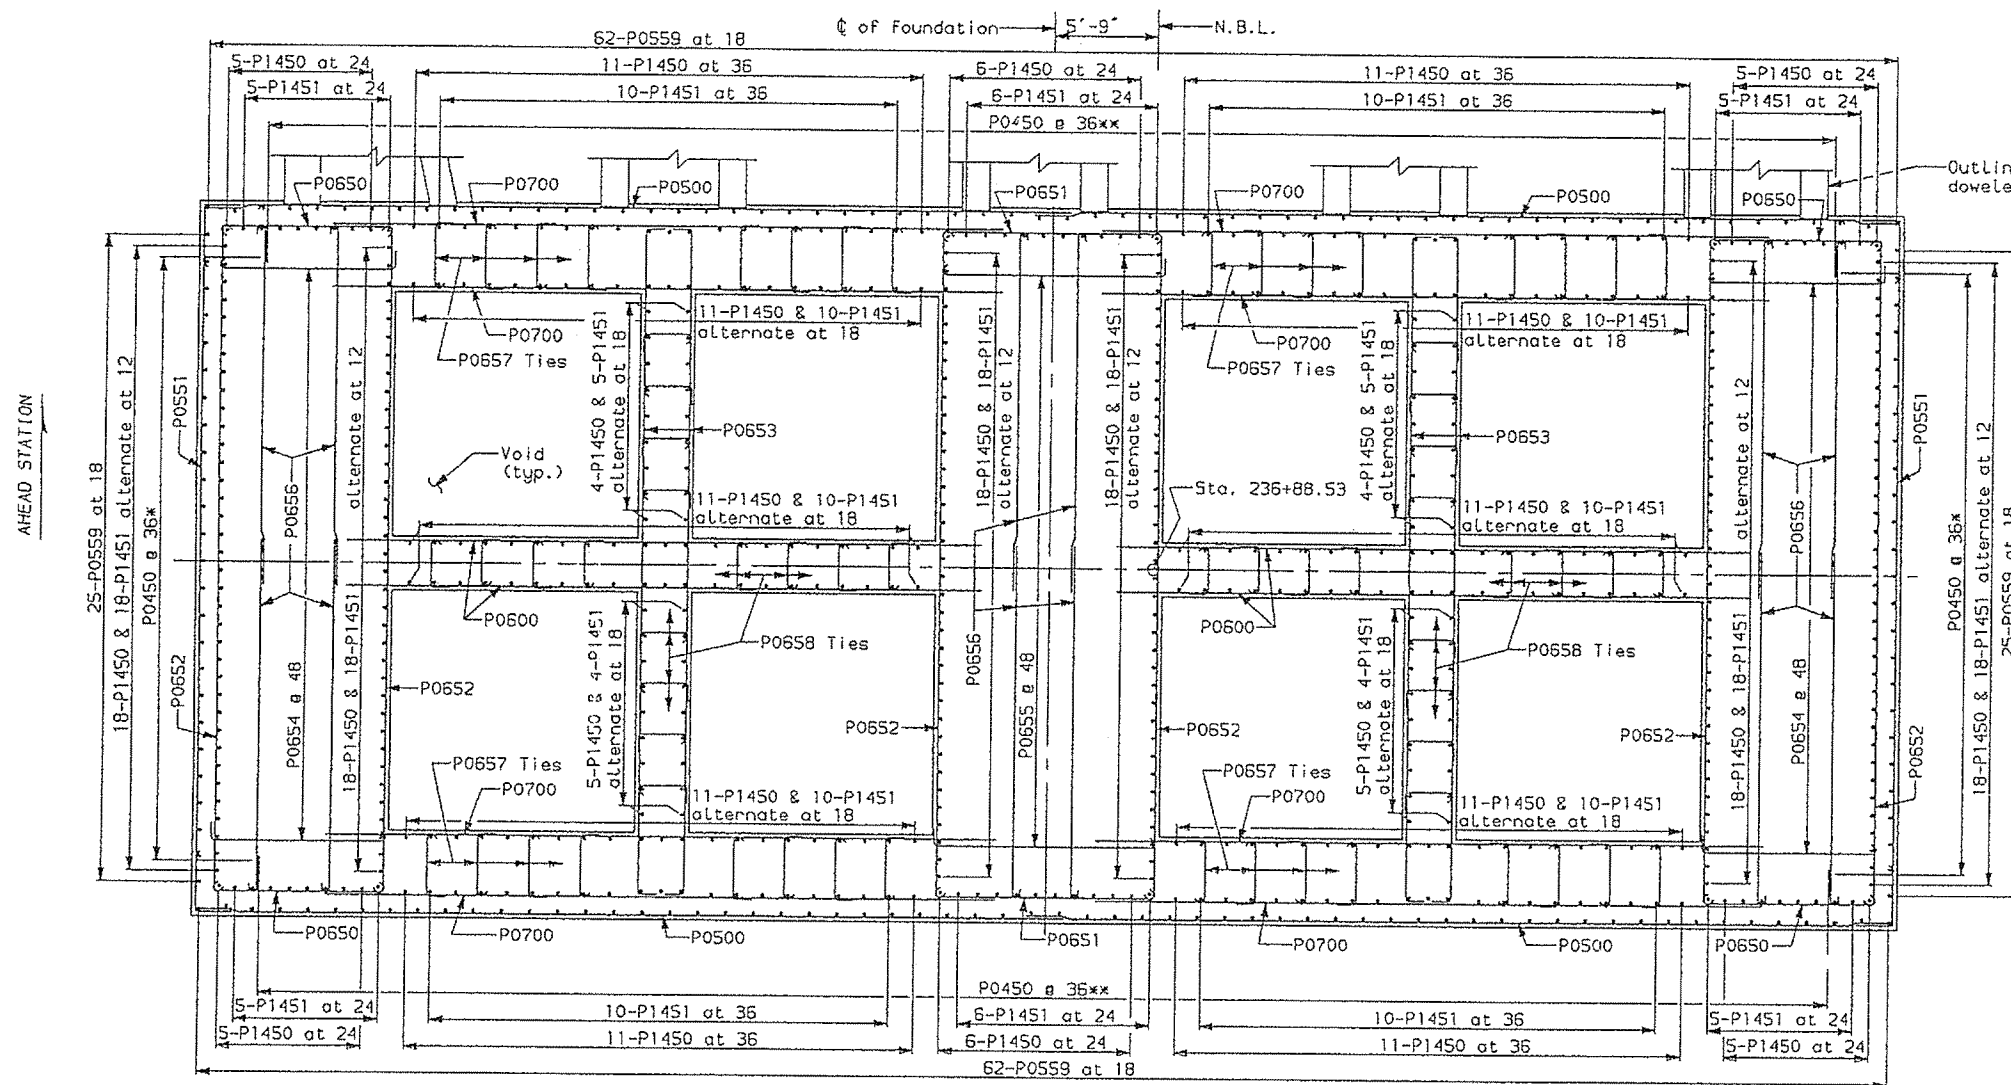 ₵ of Foundation
5'-9"
N.B.L.
62-P0559 at 18
5-P1450 at 24
11-P1450 at 36
6-P1450 at 24
11-P1450 at 36
5-P1450 at 24
5-P1451 at 24
10-P1451 at 36
6-P1451 at 24
10-P1451 at 36
5-P1451 at 24
P0450 @ 36**
P0650
P0700
P0500
P0651
P0700
P0500
P0650
Outlin
dowele
AHEAD STATION
25-P0559 at 18
18-P1450 & 18-P1451 alternate at 12
P0450 @ 36*
P0551
P0652
P0656
P0654 @ 48
18-P1450 & 18-P1451
alternate at 12
P0700
P0657 Ties
4-P1450 & 5-P1451
alternate at 18
11-P1450 & 10-P1451
alternate at 18
P0653
Void
(typ.)
11-P1450 & 10-P1451
alternate at 18
P0600
P0658 Ties
P0652
P0652
5-P1450 & 4-P1451
alternate at 18
P0657 Ties
P0700
11-P1450 & 10-P1451
alternate at 18
P0656
18-P1450 & 18-P1451
alternate at 12
P0655 @ 48
18-P1450 & 18-P1451
alternate at 12
P0700
P0657 Ties
4-P1450 & 5-P1451
alternate at 18
11-P1450 & 10-P1451
alternate at 18
P0653
Sta. 236+88.53
11-P1450 & 10-P1451
alternate at 18
P0600
P0658 Ties
P0652
P0652
5-P1450 & 4-P1451
alternate at 18
P0657 Ties
P0700
11-P1450 & 10-P1451
alternate at 18
18-P1450 & 18-P1451
alternate at 12
P0656
P0654 @ 48
P0551
P0652
P0450 @ 36*
18-P1450 & 18-P1451 alternate at 12
25-P0559 at 18
P0650
P0700
P0500
P0651
P0700
P0500
P0650
P0450 @ 36**
5-P1451 at 24
10-P1451 at 36
6-P1451 at 24
10-P1451 at 36
5-P1451 at 24
5-P1450 at 24
11-P1450 at 36
6-P1450 at 24
11-P1450 at 36
5-P1450 at 24
62-P0559 at 18